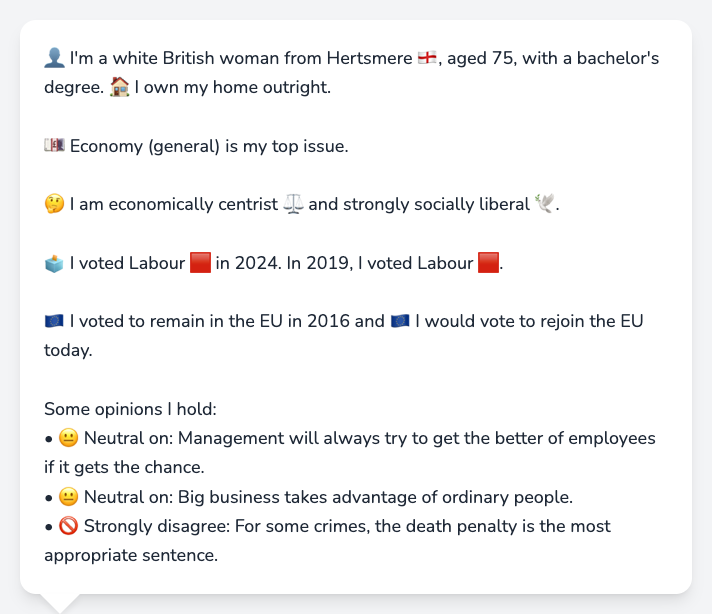 👤 I'm a white British woman from Hertsmere 🏴󠁧󠁢󠁥󠁮󠁧󠁿, aged 75, with a bachelor's
degree. 🏠 I own my home outright.
💷 Economy (general) is my top issue.
🤔 I am economically centrist ⚖️ and strongly socially liberal 🕊️.
🗳️ I voted Labour 🟥 in 2024. In 2019, I voted Labour 🟥.
🇪🇺 I voted to remain in the EU in 2016 and 🇪🇺 I would vote to rejoin the EU
today.
Some opinions I hold:
• 😐 Neutral on: Management will always try to get the better of employees
if it gets the chance.
• 😐 Neutral on: Big business takes advantage of ordinary people.
• 🚫 Strongly disagree: For some crimes, the death penalty is the most
appropriate sentence.